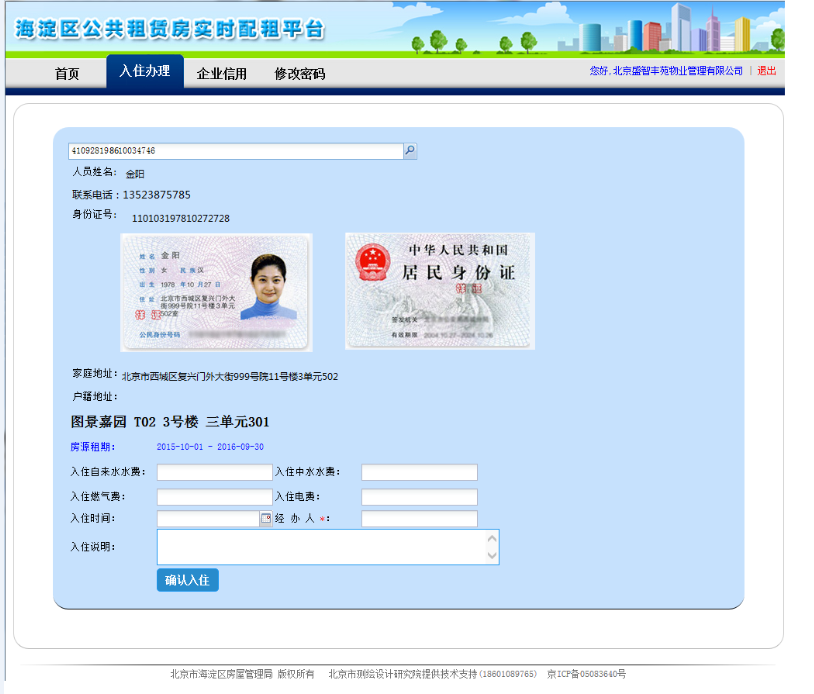 海淀区公共租赁房实时配租平台
首页 入住办理 企业信用 修改密码 您好,北京盛智丰苑物业管理有限公司 | 退出
410928198610034746
人员姓名: 金阳
联系电话:13523875785
身份证号: 110103197810272728
姓 名 金 阳
性 别 女 民 族 汉
出 生 1978 年 10 月 27 日
住 址 北京市西城区复兴门外大
街999号院11号楼3单元
502室
公民身份号码
中华人民共和国
居民身份证
签发机关
有效期限 2004.10.27-2024.10.26
家庭地址: 北京市西城区复兴门外大街999号院11号楼3单元502
户籍地址:
图景嘉园 T02 3号楼 三单元301
房源租期: 2015-10-01 - 2016-09-30
入住自来水水费: 入住中水水费:
入住燃气费: 入住电费:
入住时间: 经 办 人 *:
入住说明:
确认入住
北京市海淀区房屋管理局 版权所有 北京市测绘设计研究院提供技术支持(18601089765) 京ICP备05083640号